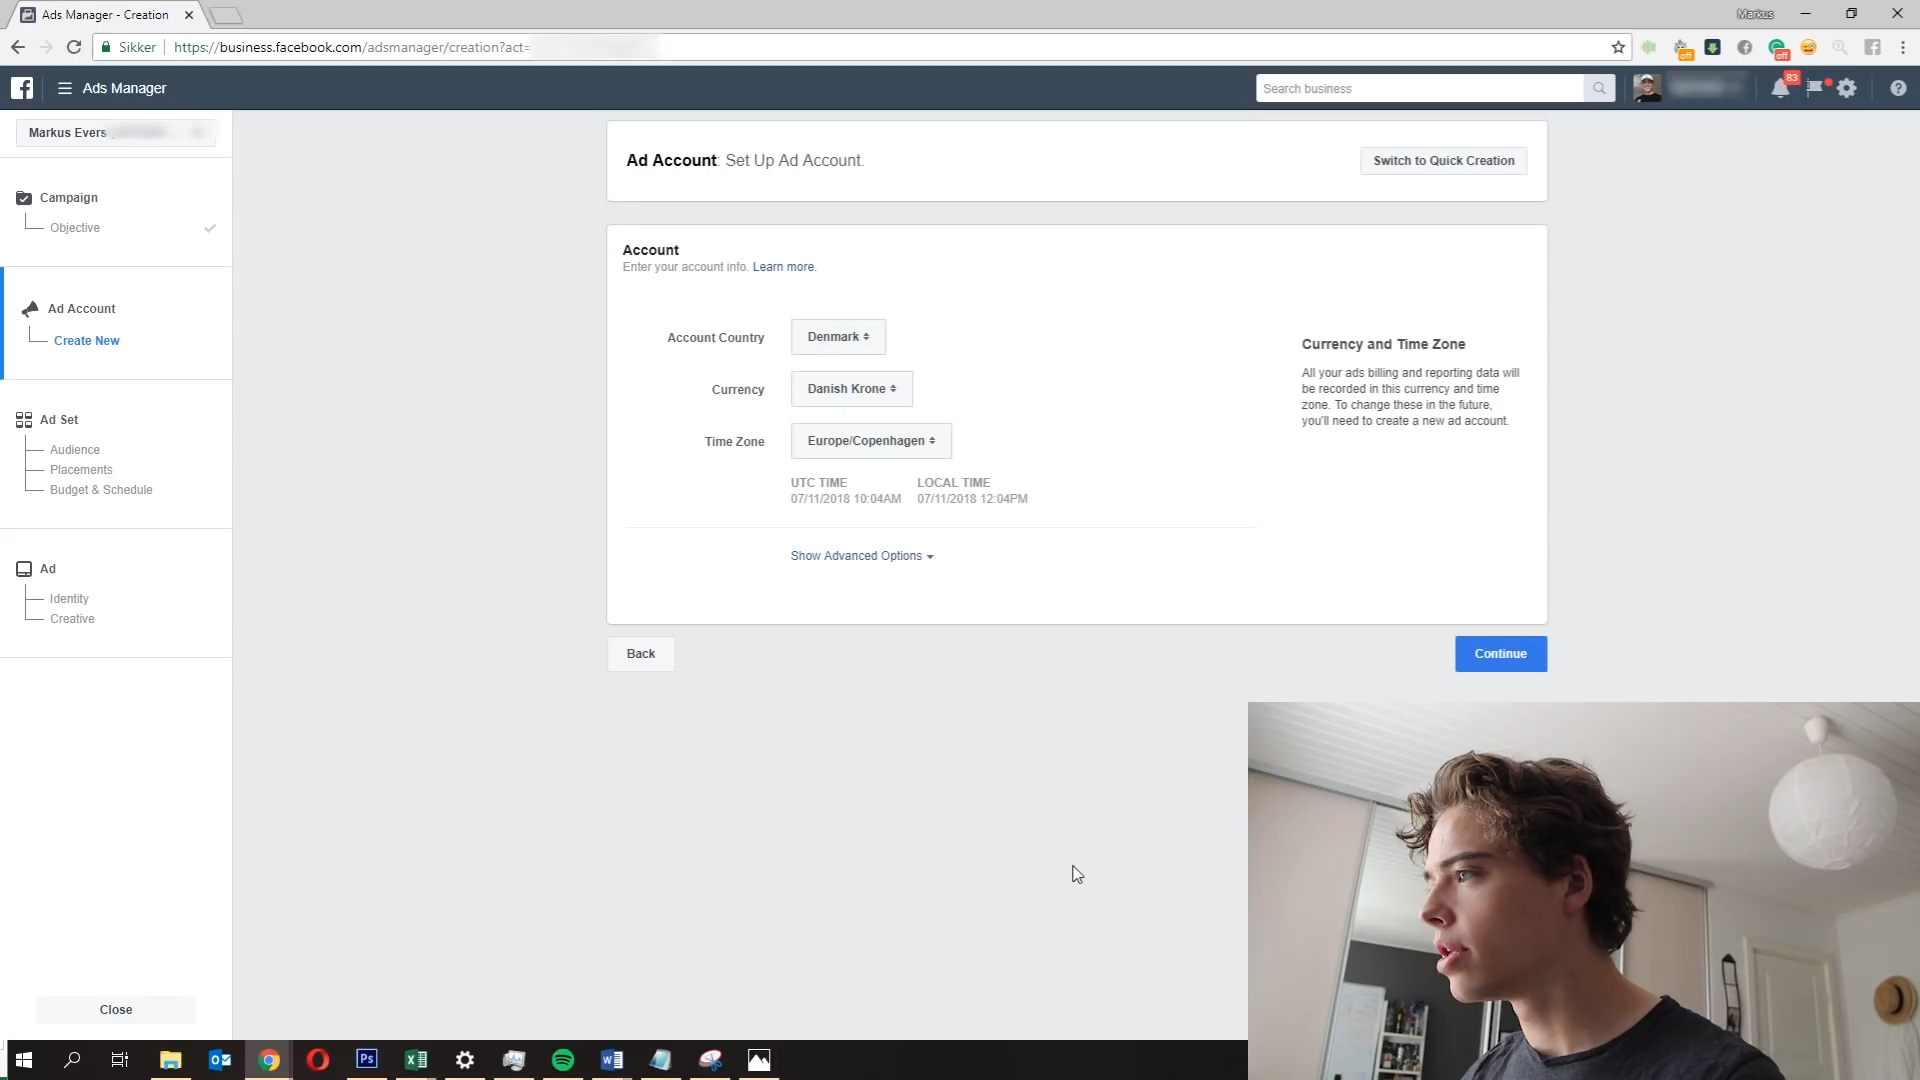 Ads Manager - Creation
Markus
Sikker
https://business.facebook.com/adsmanager/creation?act=
off
off
Ads Manager
Search business
83
Markus Evers
Ad Account: Set Up Ad Account.
Switch to Quick Creation
Campaign
Objective
Account
Enter your account info. Learn more.
Ad Account
Create New
Account Country
Denmark
Currency
Danish Krone
Time Zone
Europe/Copenhagen
UTC TIME
LOCAL TIME
07/11/2018 10:04AM
07/11/2018 12:04PM
Currency and Time Zone
All your ads billing and reporting data will
be recorded in this currency and time
zone. To change these in the future,
you'll need to create a new ad account.
Ad Set
Audience
Placements
Budget & Schedule
Show Advanced Options
Ad
Identity
Creative
Back
Continue
Close
Ps